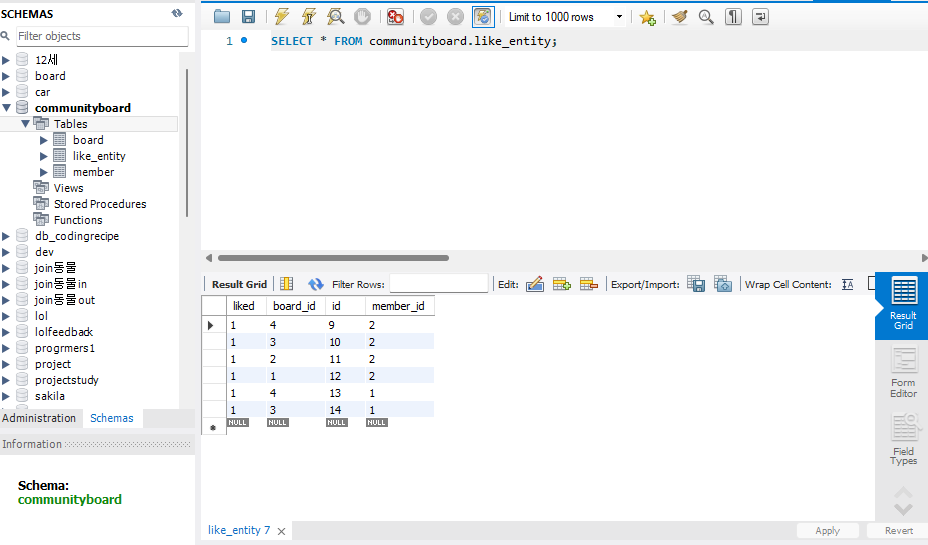 SCHEMAS
Filter objects
12세
board
car
communityboard
Tables
board
like_entity
member
Views
Stored Procedures
Functions
db_codingrecipe
dev
join동물
join동물in
join동물out
lol
lolfeedback
progrmers1
project
projectstudy
sakila
Administration Schemas
Information
Schema:
communityboard
Limit to 1000 rows
1 SELECT * FROM communityboard.like_entity;
Result Grid Filter Rows: Edit: Export/Import: Wrap Cell Content:
liked board_id id member_id
1 4 9 2
1 3 10 2
1 2 11 2
1 1 12 2
1 4 13 1
1 3 14 1
NULL NULL NULL NULL
Result
Grid
Form
Editor
Field
Types
like_entity 7
Apply Revert